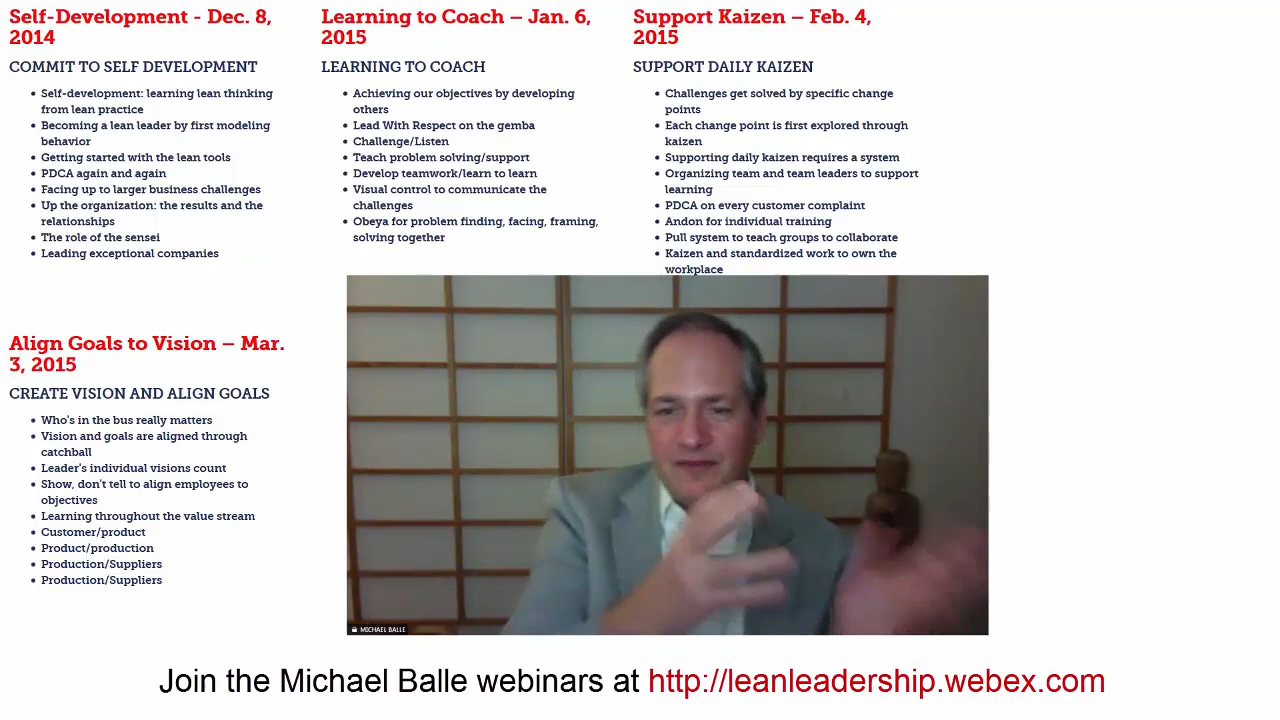 Self-Development - Dec. 8,
2014
COMMIT TO SELF DEVELOPMENT
• Self-development: learning lean thinking
from lean practice
• Becoming a lean leader by first modeling
behavior
• Getting started with the lean tools
• PDCA again and again
• Facing up to larger business challenges
• Up the organization: the results and the
relationships
• The role of the sensei
• Leading exceptional companies
Learning to Coach – Jan. 6,
2015
LEARNING TO COACH
• Achieving our objectives by developing
others
• Lead With Respect on the gemba
• Challenge/Listen
• Teach problem solving/support
• Develop teamwork/learn to learn
• Visual control to communicate the
challenges
• Obeya for problem finding, facing, framing,
solving together
Support Kaizen – Feb. 4,
2015
SUPPORT DAILY KAIZEN
• Challenges get solved by specific change
points
• Each change point is first explored through
kaizen
• Supporting daily kaizen requires a system
• Organizing team and team leaders to support
learning
• PDCA on every customer complaint
• Andon for individual training
• Pull system to teach groups to collaborate
• Kaizen and standardized work to own the
workplace
Align Goals to Vision – Mar.
3, 2015
CREATE VISION AND ALIGN GOALS
• Who's in the bus really matters
• Vision and goals are aligned through
catchball
• Leader's individual visions count
• Show, don't tell to align employees to
objectives
• Learning throughout the value stream
• Customer/product
• Product/production
• Production/Suppliers
• Production/Suppliers
MICHAEL BALLE
Join the Michael Balle webinars at http://leanleadership.webex.com